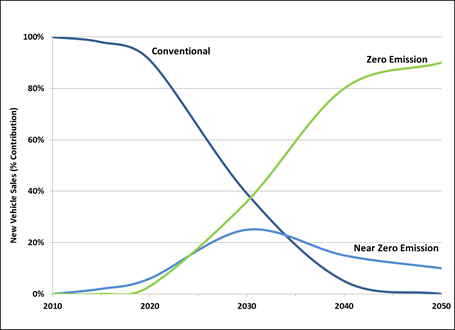 New Vehicle Sales (% Contribution)
100%
80%
60%
40%
20%
0%
Conventional
Zero Emission
Near Zero Emission
2010 2020 2030 2040 2050